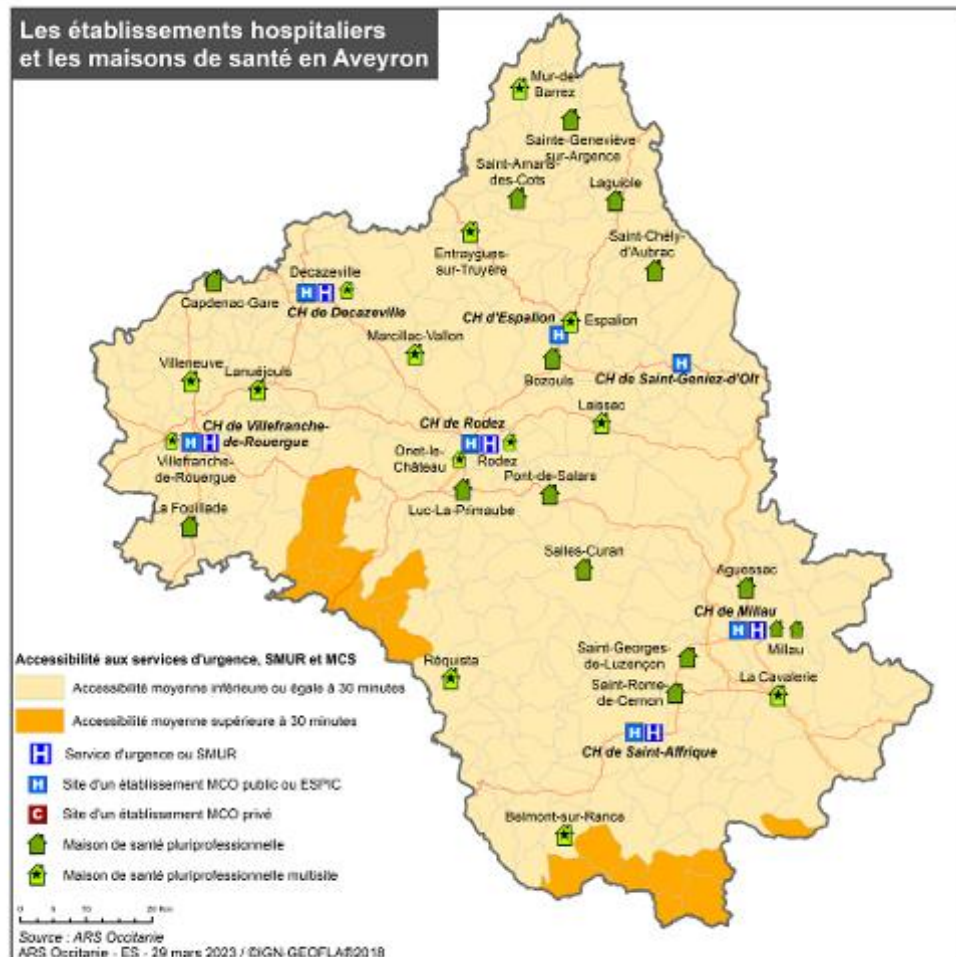 Les établissements hospitaliers
et les maisons de santé en Aveyron
Mur-de-
Barrez
Sainte-Geneviève-
sur-Argence
Saint-Amans-
des-Cots
Laguiole
Saint-Chély-
d'Aubrac
Entraygues-
sur-Truyère
Decazeville
Capdenac-Gare
CH de Decazeville
CH d'Espalion
Espalion
Marcillac-Vallon
Bozouls
CH de Saint-Geniez-d'Olt
Villeneuve
Lanuéjouls
Laissac
CH de Villefranche-
de-Rouergue
CH de Rodez
Villefranche-
de-Rouergue
Onet-le-
Château
Rodez
Pont-de-Salars
Luc-La-Primaube
La Fouillade
Salles-Curan
Aguessac
CH de Millau
Millau
Saint-Georges-
de-Luzençon
Réquista
Saint-Rome-
de-Cernon
La Cavalerie
CH de Saint-Affrique
Belmont-sur-Rance
Accessibilité aux services d'urgence, SMUR et MCS
Accessibilité moyenne inférieure ou égale à 30 minutes
Accessibilité moyenne supérieure à 30 minutes
H Service d'urgence ou SMUR
H Site d'un établissement MCO public ou ESPIC
C Site d'un établissement MCO privé
Maison de santé pluriprofessionnelle
Maison de santé pluriprofessionnelle multisite
Source : ARS Occitanie
ARS Occitanie - ES - 29 mars 2023 / ©IGN-GEOFLA®2018